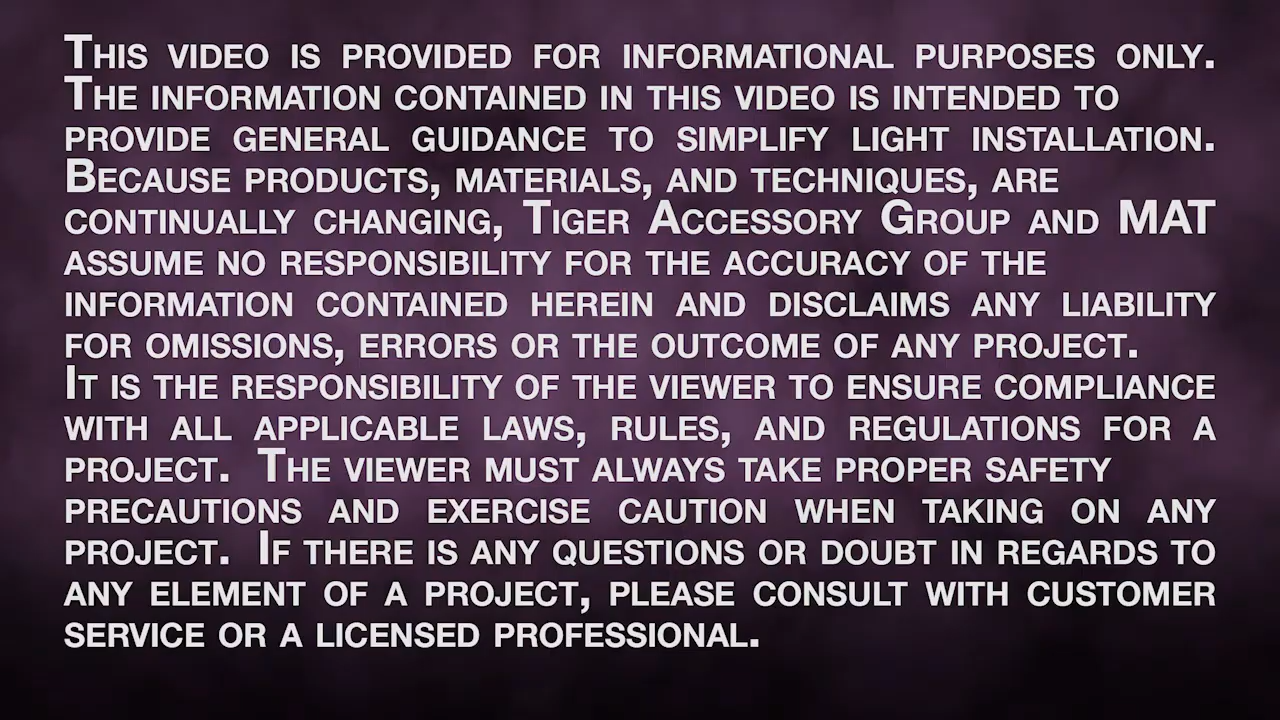 This video is provided for informational purposes only.
The information contained in this video is intended to
provide general guidance to simplify light installation.
Because products, materials, and techniques, are
continually changing, Tiger Accessory Group and MAT
assume no responsibility for the accuracy of the
information contained herein and disclaims any liability
for omissions, errors or the outcome of any project.
It is the responsibility of the viewer to ensure compliance
with all applicable laws, rules, and regulations for a
project. The viewer must always take proper safety
precautions and exercise caution when taking on any
project. If there is any questions or doubt in regards to
any element of a project, please consult with customer
service or a licensed professional.